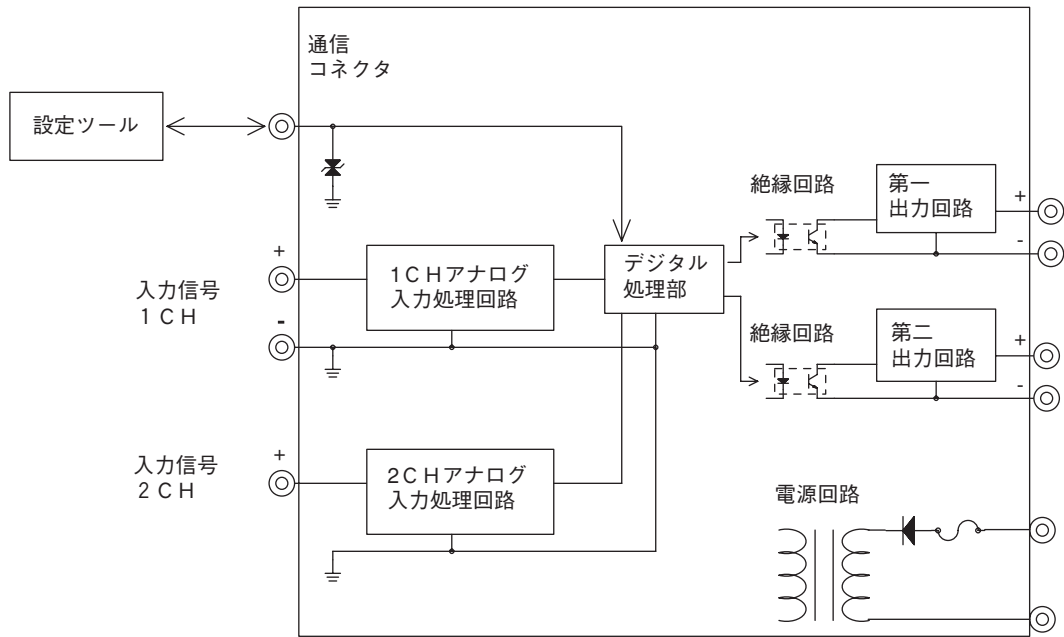 通信
コネクタ
設定ツール
絶縁回路
第一
出力回路
+
-
+
入力信号
１ＣＨ
-
1ＣＨアナログ
入力処理回路
デジタル
処理部
絶縁回路
第二
出力回路
+
-
入力信号
２ＣＨ
+
2ＣＨアナログ
入力処理回路
電源回路